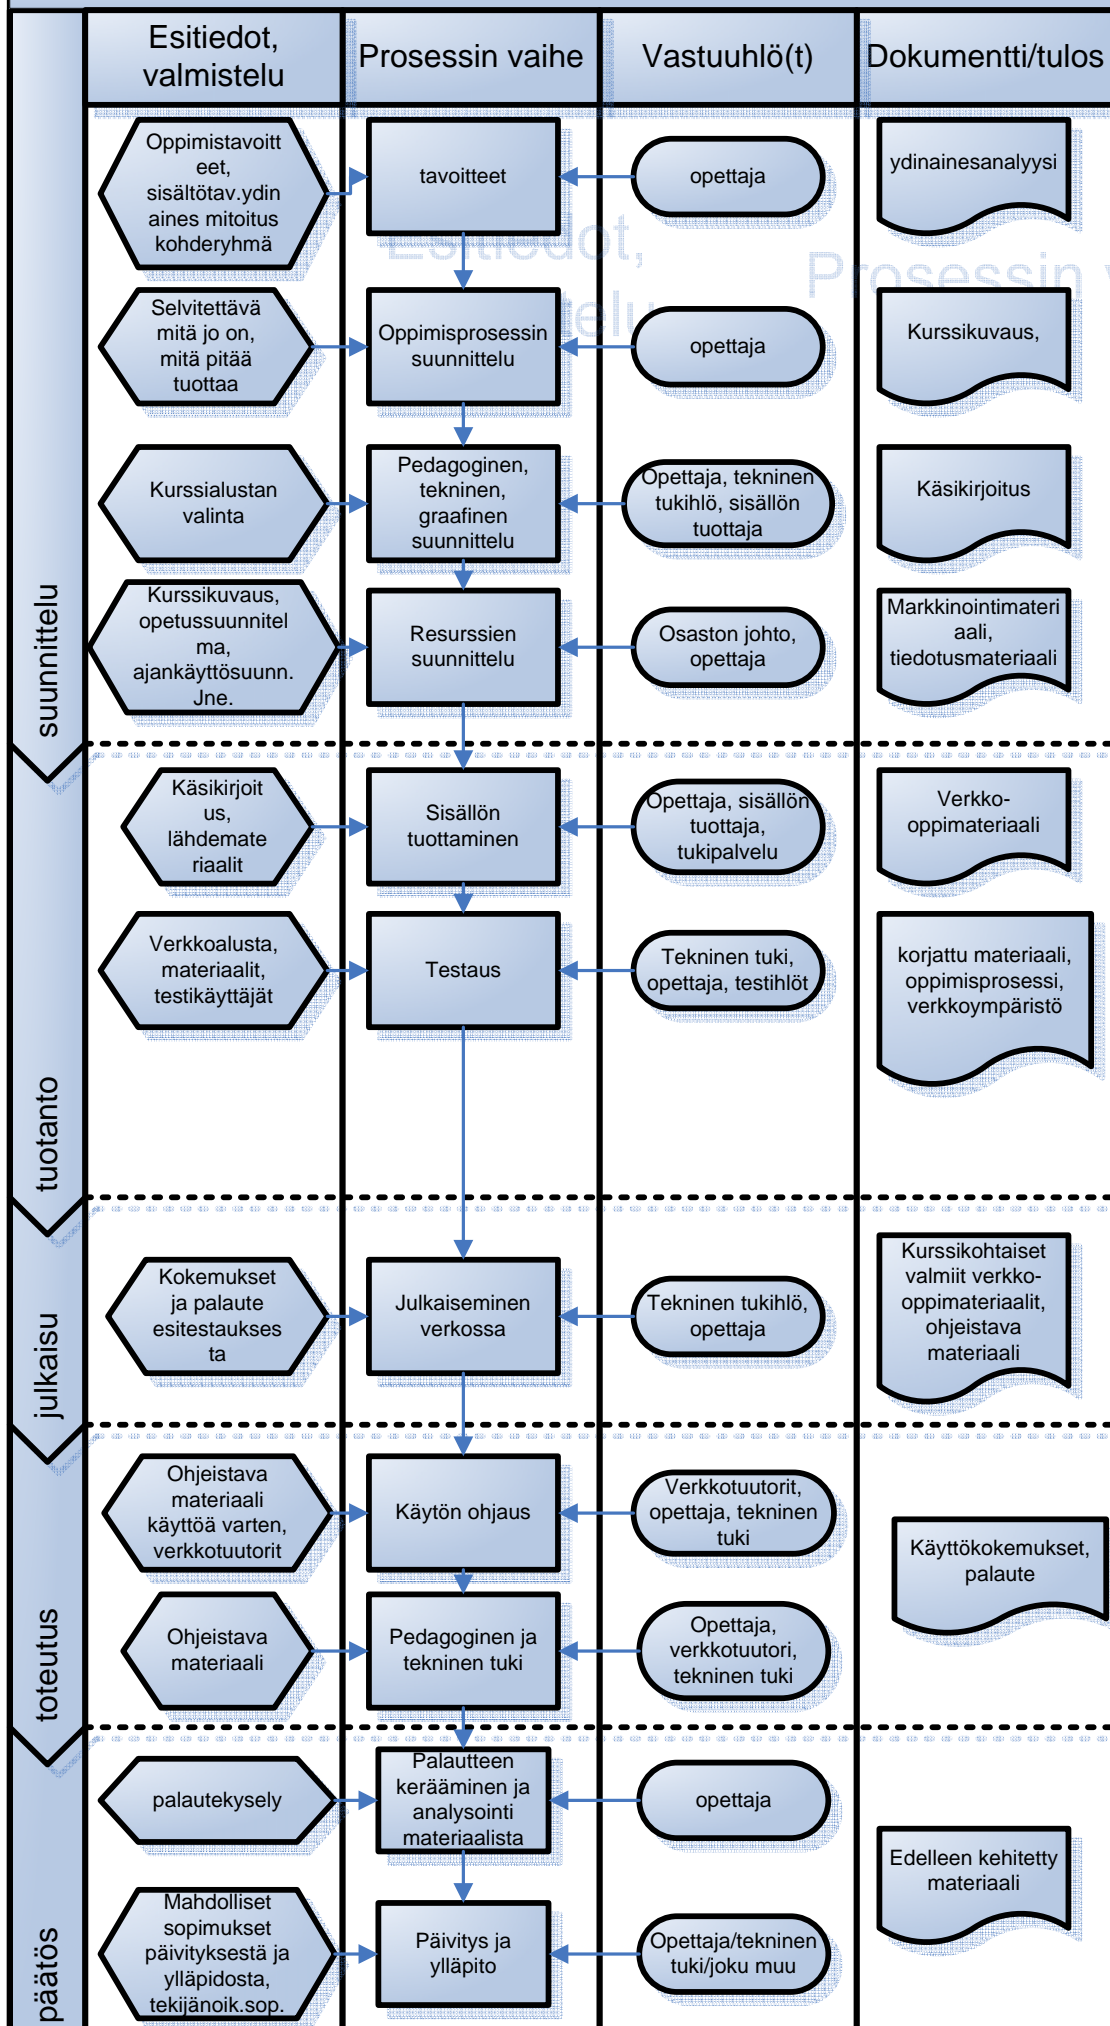 Esitiedot,
valmistelu
Prosessin vaihe
Vastuuhlö(t)
Dokumentti/tulos
suunnittelu
Oppimistavoitt
eet,
sisältötav.ydin
aines mitoitus
kohderyhmä
tavoitteet
opettaja
ydinainesanalyysi
Esitiedot,
telu
Prosessin v
Selvitettävä
mitä jo on,
mitä pitää
tuottaa
Oppimisprosessin
suunnittelu
opettaja
Kurssikuvaus,
Kurssialustan
valinta
Pedagoginen,
tekninen,
graafinen
suunnittelu
Opettaja, tekninen
tukihlö, sisällön
tuottaja
Käsikirjoitus
Kurssikuvaus,
opetussuunnitel
ma,
ajankäyttösuunn.
Jne.
Resurssien
suunnittelu
Osaston johto,
opettaja
Markkinointimateri
aali,
tiedotusmateriaali
tuotanto
Käsikirjoit
us,
lähdemate
riaalit
Sisällön
tuottaminen
Opettaja, sisällön
tuottaja,
tukipalvelu
Verkko-
oppimateriaali
Verkkoalusta,
materiaalit,
testikäyttäjät
Testaus
Tekninen tuki,
opettaja, testihlöt
korjattu materiaali,
oppimisprosessi,
verkkoympäristö
julkaisu
Kokemukset
ja palaute
esitestaukses
ta
Julkaiseminen
verkossa
Tekninen tukihlö,
opettaja
Kurssikohtaiset
valmiit verkko-
oppimateriaalit,
ohjeistava
materiaali
toteutus
Ohjeistava
materiaali
käyttöä varten,
verkkotuutorit
Käytön ohjaus
Verkkotuutorit,
opettaja, tekninen
tuki
Käyttökokemukset,
palaute
Ohjeistava
materiaali
Pedagoginen ja
tekninen tuki
Opettaja,
verkkotuutori,
tekninen tuki
päätös
palautekysely
Palautteen
kerääminen ja
analysointi
materiaalista
opettaja
Edelleen kehitetty
materiaali
Mahdolliset
sopimukset
päivityksestä ja
ylläpidosta,
tekijänoik.sop.
Päivitys ja
ylläpito
Opettaja/tekninen
tuki/joku muu